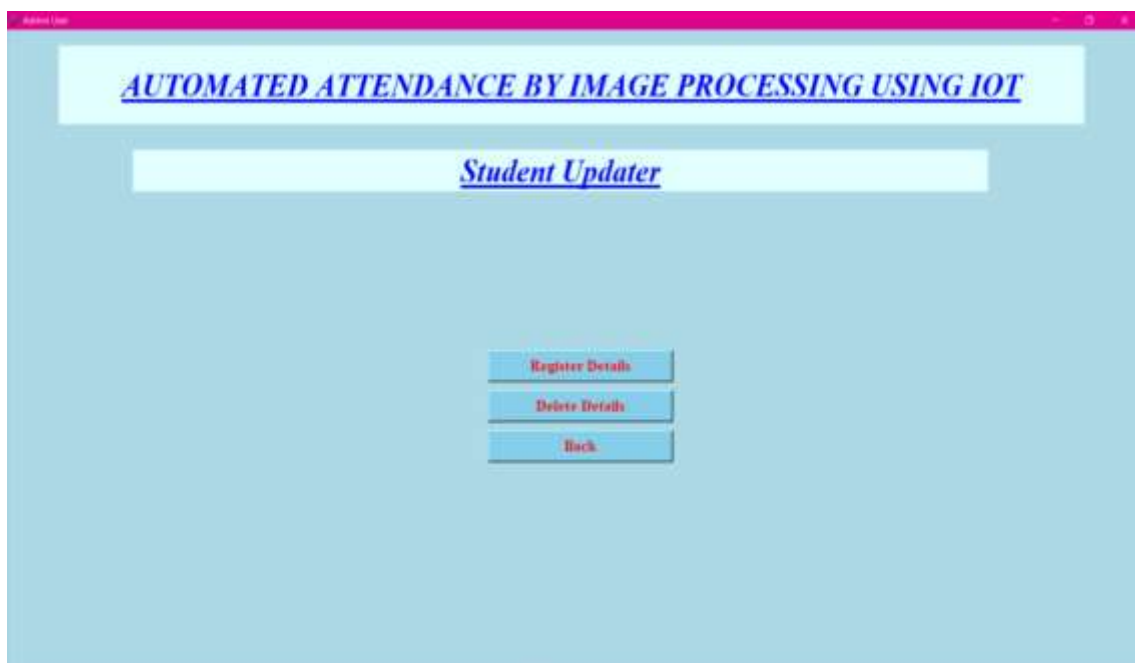 AUTOMATED ATTENDANCE BY IMAGE PROCESSING USING IOT
Student Updater
Register Details
Delete Details
Back